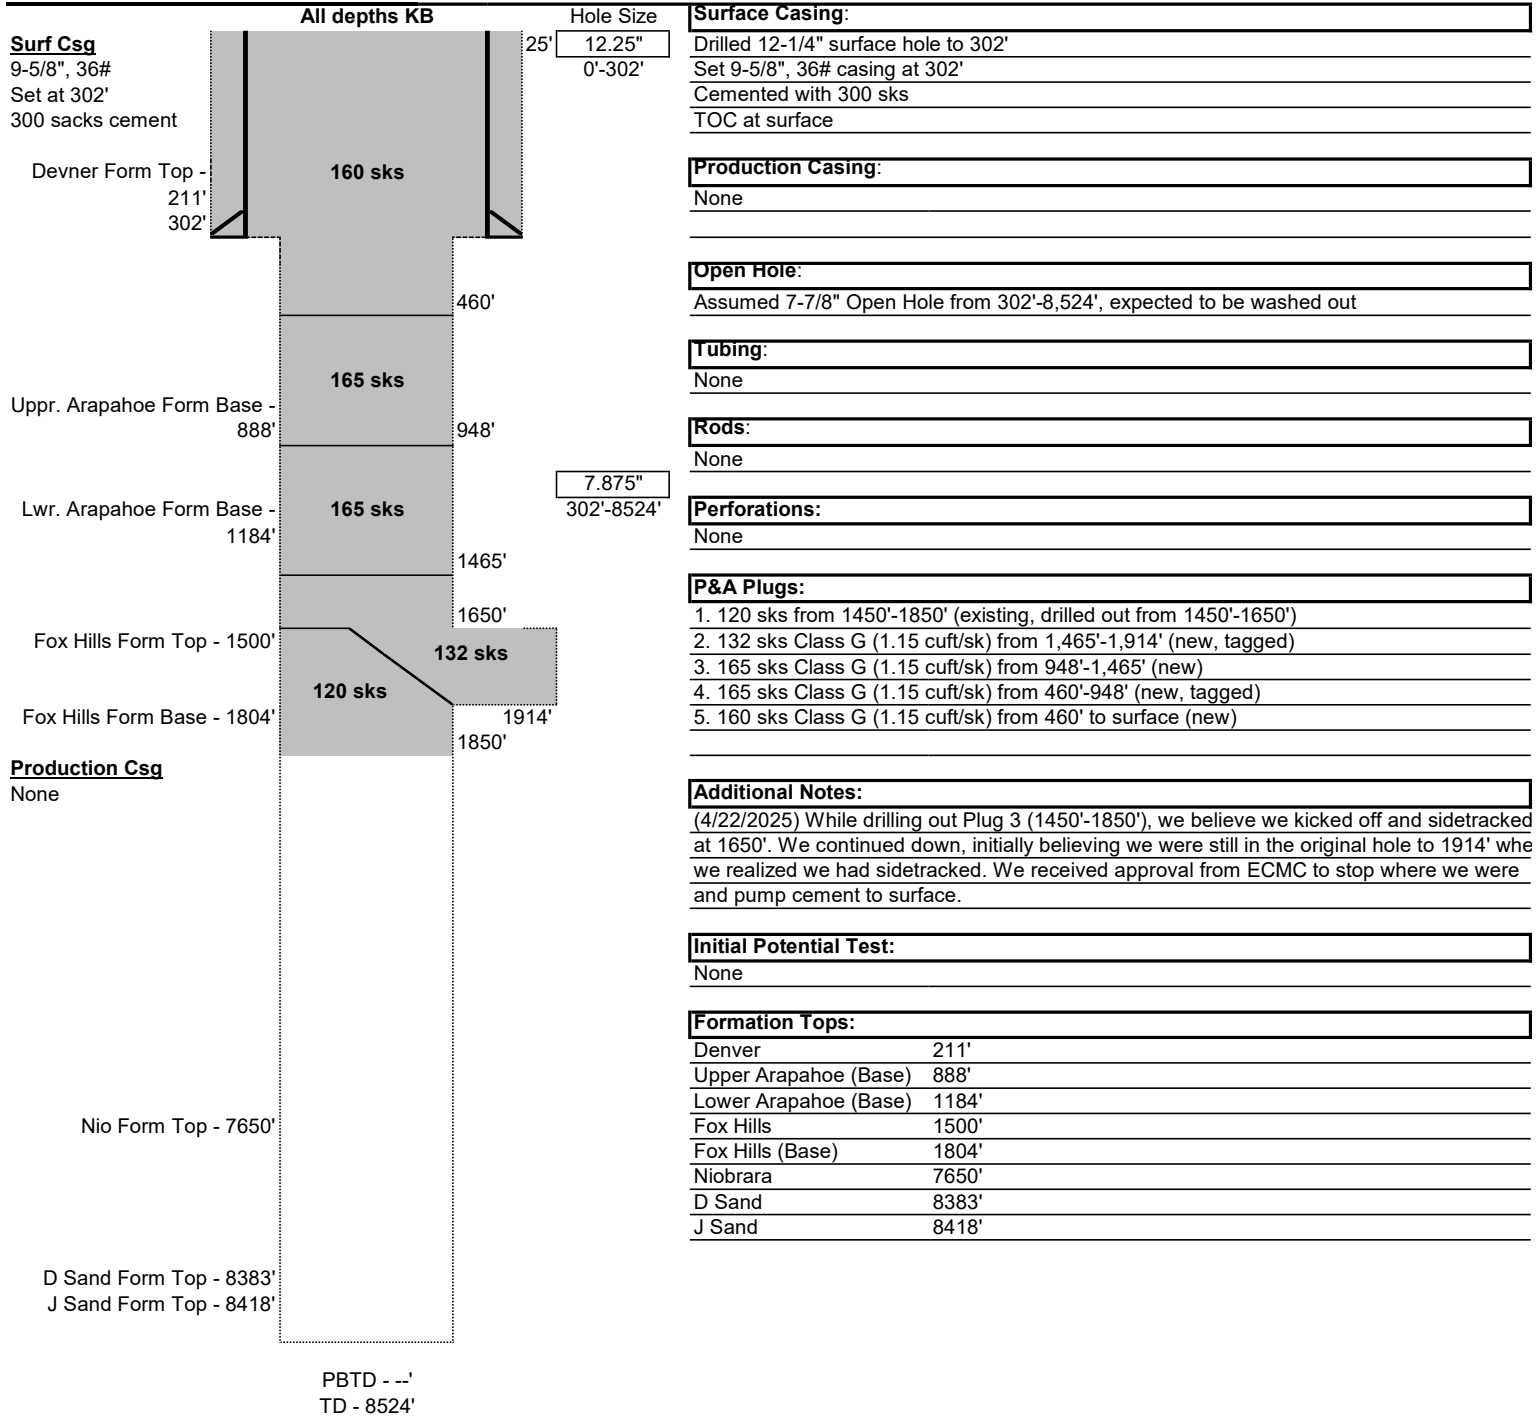 All depths KB
Hole Size
Surf Csg
9-5/8", 36#
Set at 302'
300 sacks cement
25'
12.25"
0'-302'
Devner Form Top -
211'
302'
160 sks
460'
165 sks
Uppr. Arapahoe Form Base -
888'
948'
7.875"
302'-8524'
Lwr. Arapahoe Form Base -
1184'
165 sks
1465'
1650'
Fox Hills Form Top - 1500'
132 sks
120 sks
Fox Hills Form Base - 1804'
1914'
1850'
Production Csg
None
Nio Form Top - 7650'
D Sand Form Top - 8383'
J Sand Form Top - 8418'
PBTD - --'
TD - 8524'
Surface Casing:
Drilled 12-1/4" surface hole to 302'
Set 9-5/8", 36# casing at 302'
Cemented with 300 sks
TOC at surface
Production Casing:
None
Open Hole:
Assumed 7-7/8" Open Hole from 302'-8,524', expected to be washed out
Tubing:
None
Rods:
None
Perforations:
None
P&A Plugs:
1. 120 sks from 1450'-1850' (existing, drilled out from 1450'-1650')
2. 132 sks Class G (1.15 cuft/sk) from 1,465'-1,914' (new, tagged)
3. 165 sks Class G (1.15 cuft/sk) from 948'-1,465' (new)
4. 165 sks Class G (1.15 cuft/sk) from 460'-948' (new, tagged)
5. 160 sks Class G (1.15 cuft/sk) from 460' to surface (new)
Additional Notes:
(4/22/2025) While drilling out Plug 3 (1450'-1850'), we believe we kicked off and sidetracked
at 1650'. We continued down, initially believing we were still in the original hole to 1914' whe
we realized we had sidetracked. We received approval from ECMC to stop where we were
and pump cement to surface.
Initial Potential Test:
None
Formation Tops:
Denver 211'
Upper Arapahoe (Base) 888'
Lower Arapahoe (Base) 1184'
Fox Hills 1500'
Fox Hills (Base) 1804'
Niobrara 7650'
D Sand 8383'
J Sand 8418'